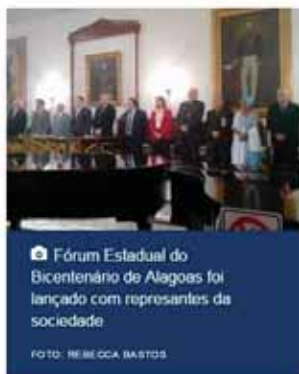 Fórum Estadual do
Bicentenário de Alagoas foi
lançado com represantes da
sociedade
FOTO: REBECCA BASTOS